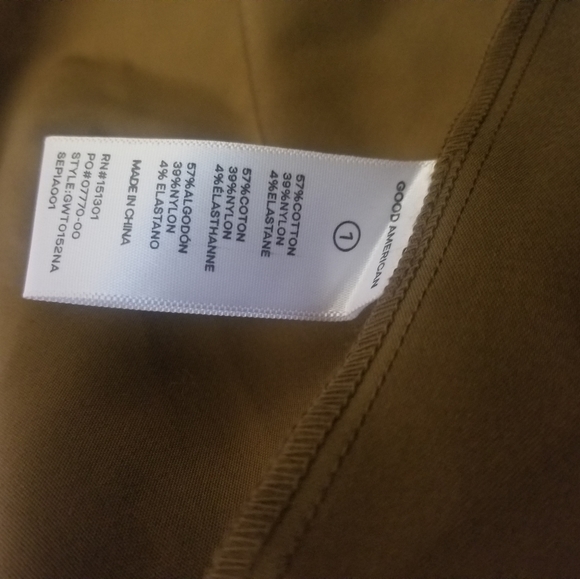 GOOD AMERICAN
1
57%COTTON
39%NYLON
4%ELASTANE
57%COTON
39%NYLON
4%ÉLASTHANNE
57%ALGODÓN
39%NYLON
4% ELASTANO
MADE IN CHINA
RN#151301
PO#07770-00
STYLE:GWT0152NA
SEPIA001